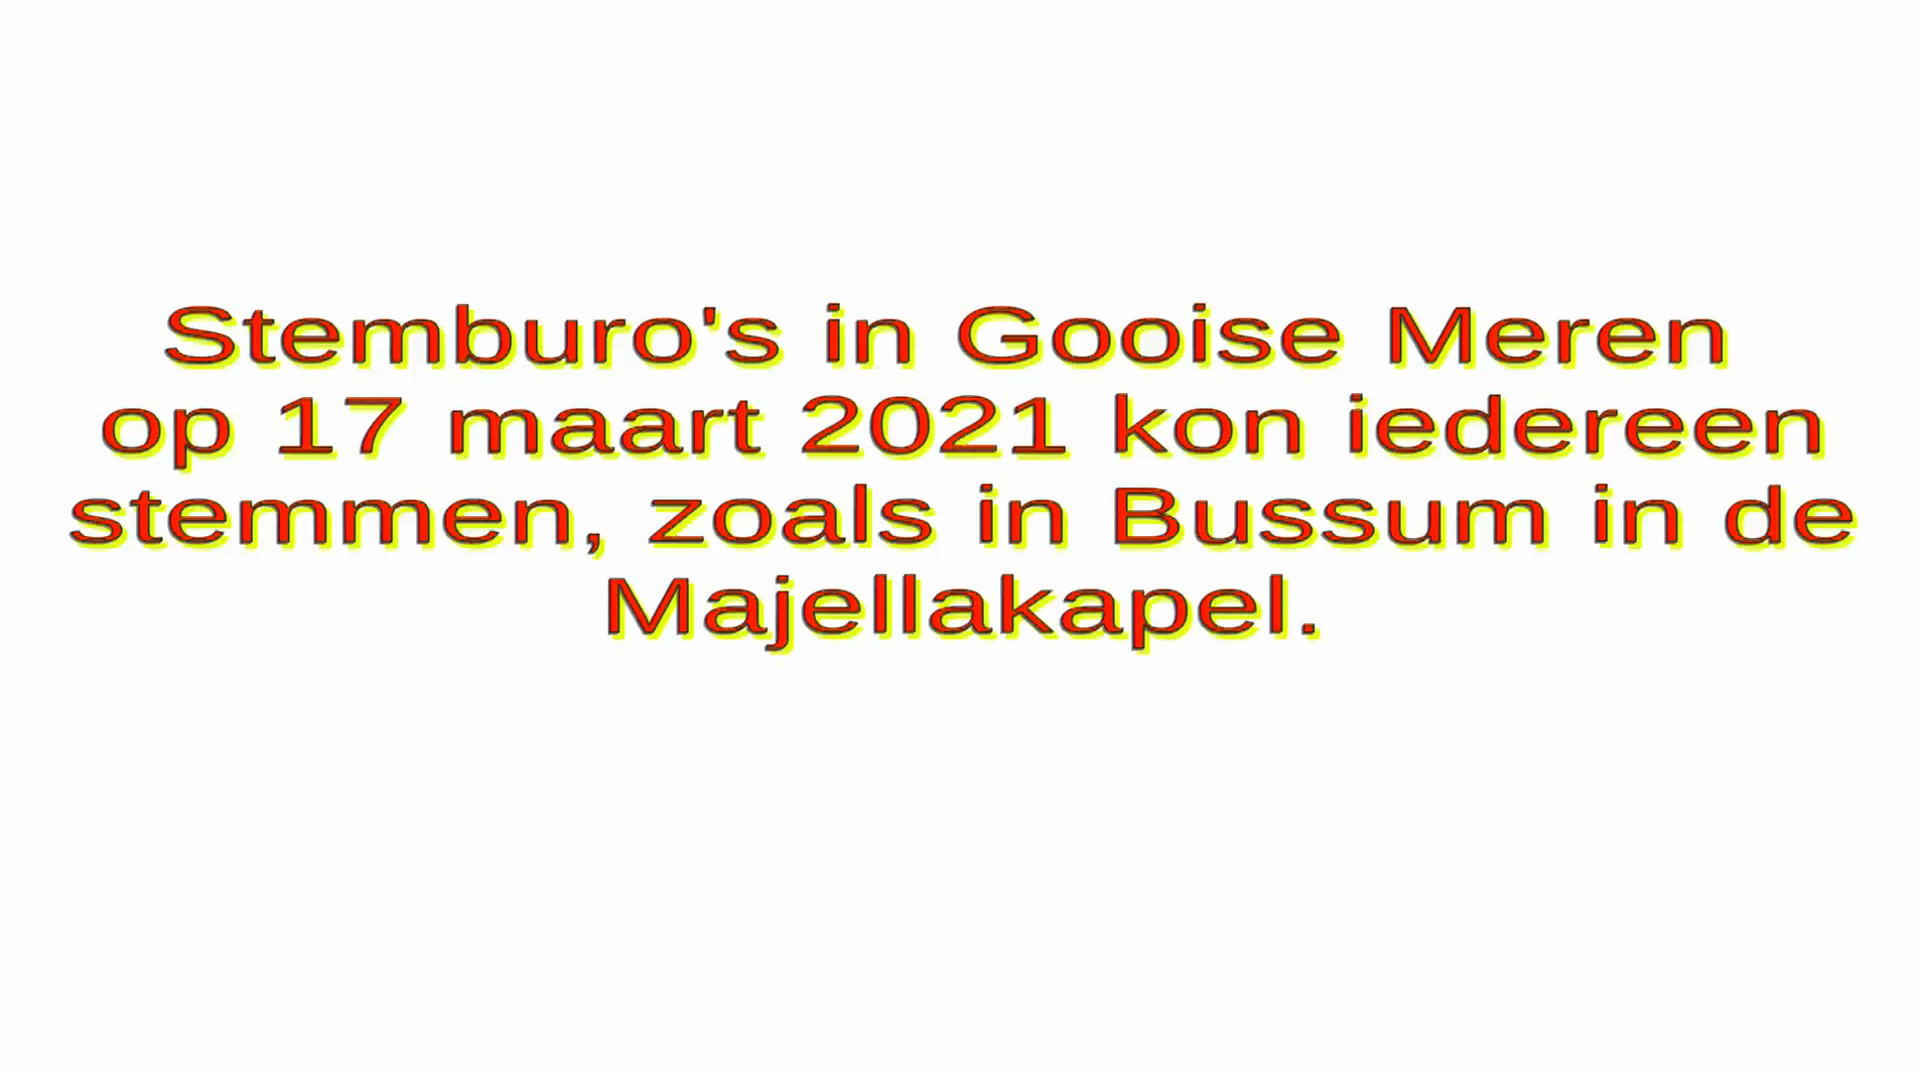 Stemburo's in Gooise Meren
op 17 maart 2021 kon iedereen
stemmen, zoals in Bussum in de
Majellakapel.